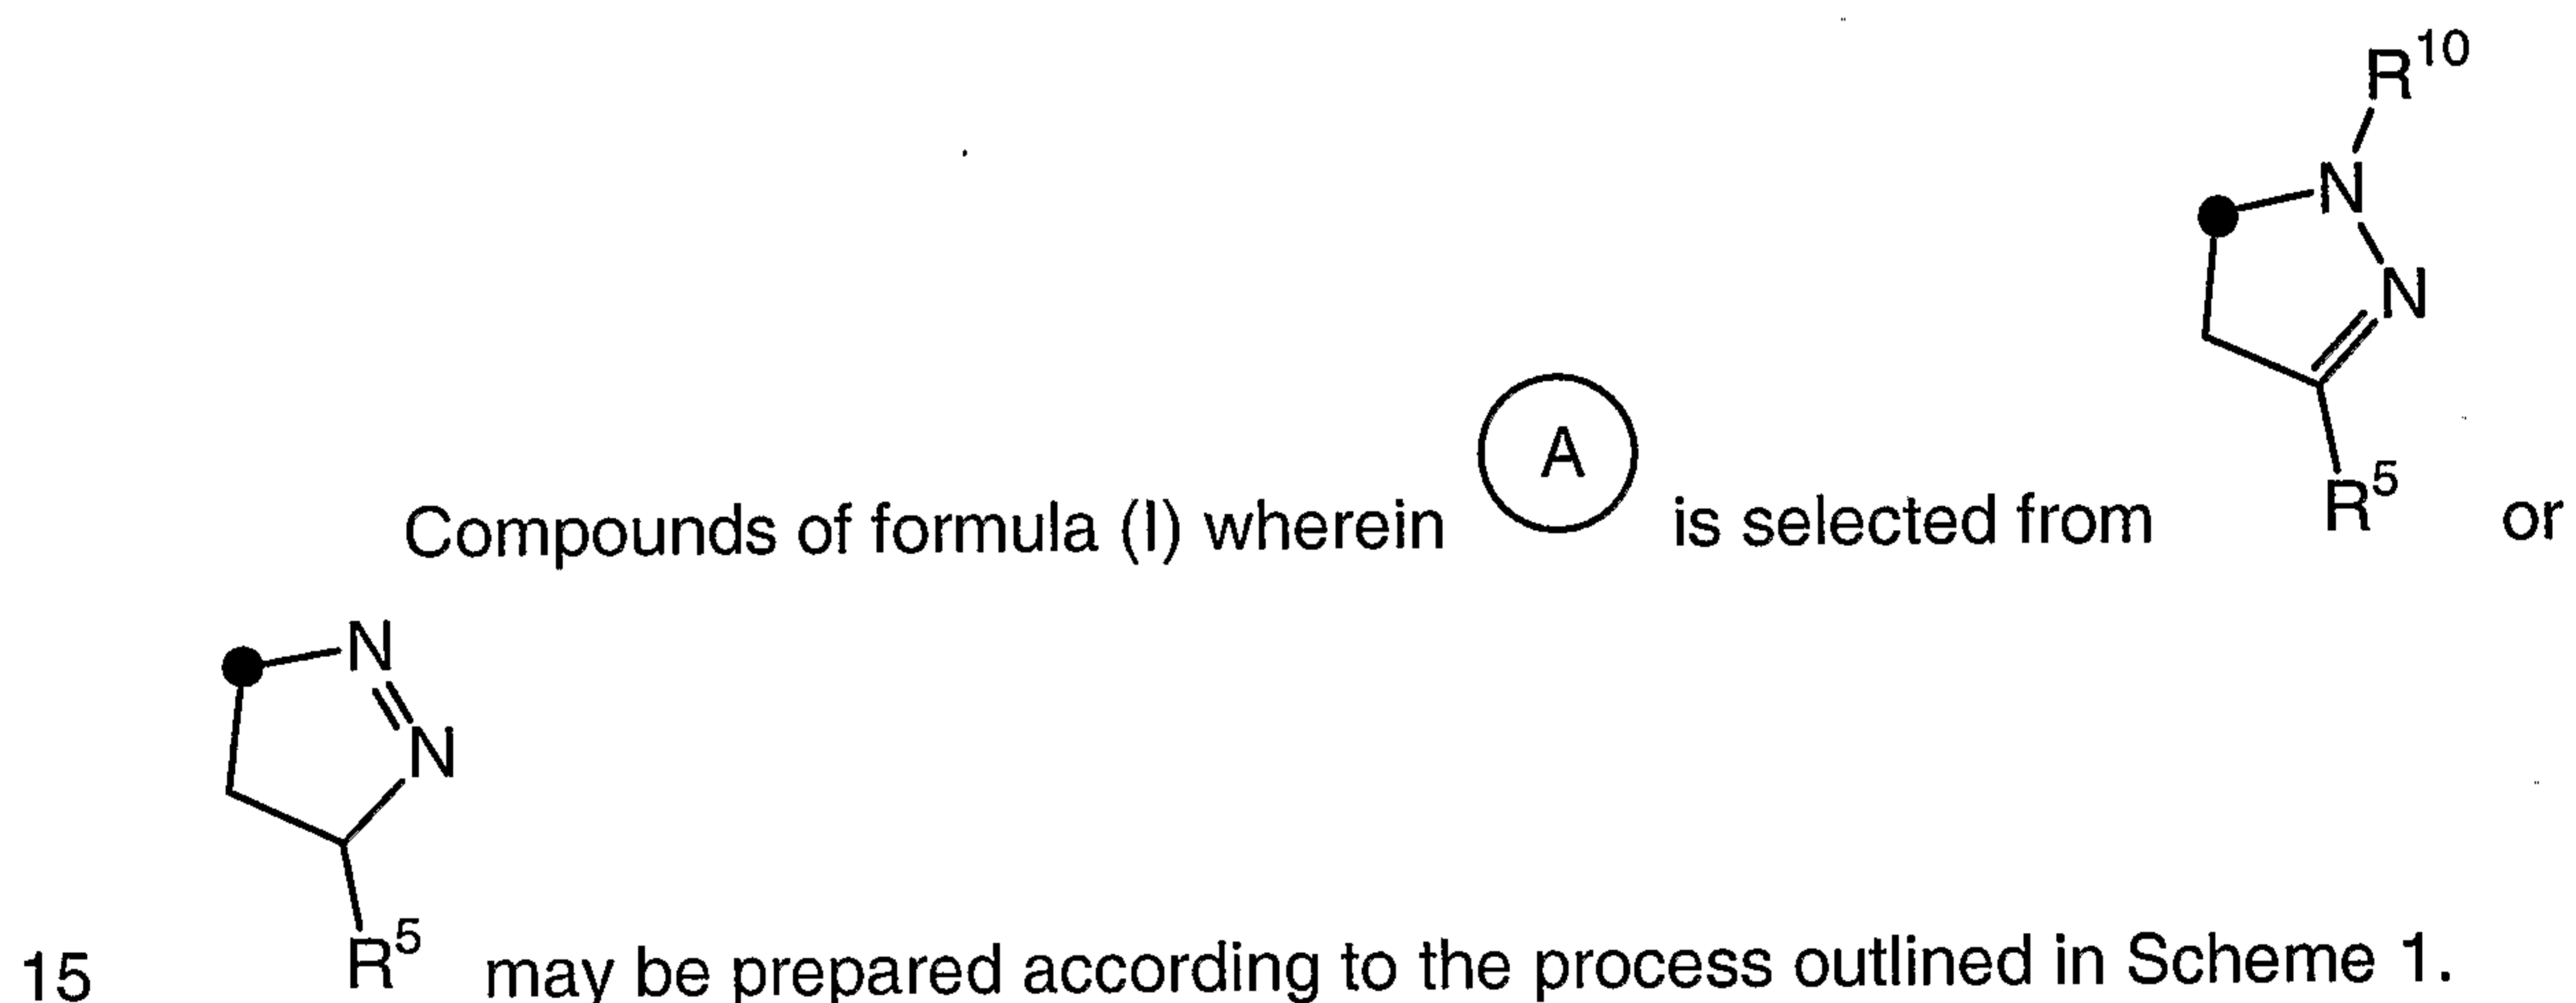 R¹⁰
N
N
A
Compounds of formula (I) wherein A is selected from R⁵ or
N
N
15 R⁵ may be prepared according to the process outlined in Scheme 1.